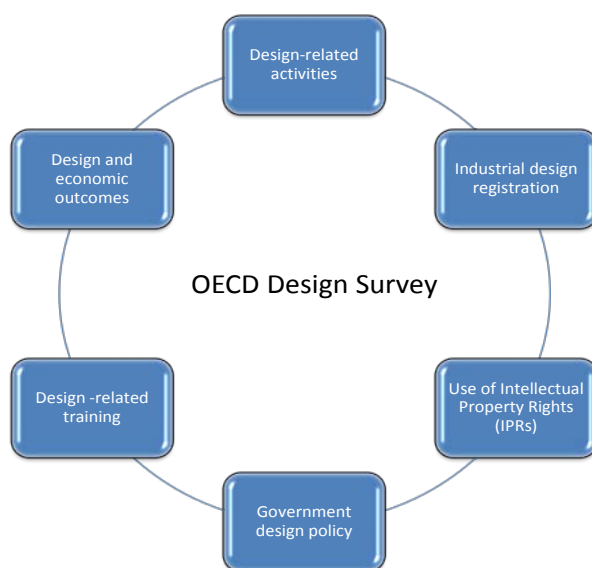 Design-related
activities
Design and
economic
outcomes
Industrial design
registration
OECD Design Survey
Design -related
training
Use of Intellectual
Property Rights
(IPRs)
Government
design policy